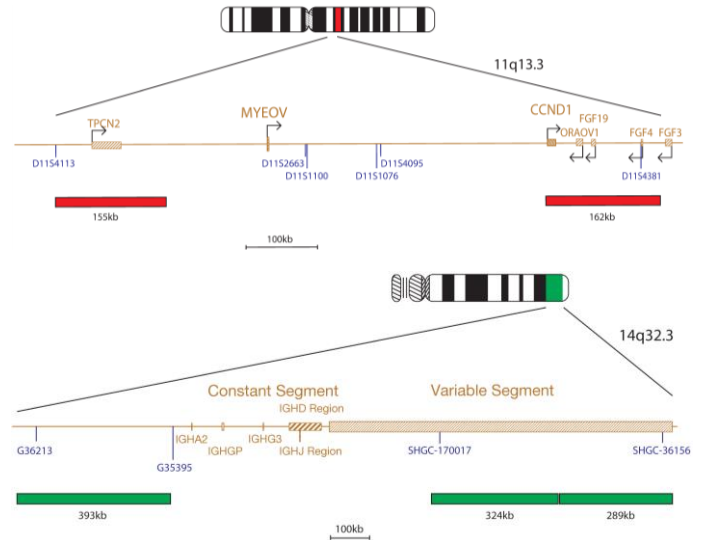 11q13.3
TPCN2
MYEOV
CCND1
FGF19
ORAOV1
FGF4
FGF3
D11S4113
D11S2663
D11S4095
D11S1100
D11S1076
D11S4381
155kb
162kb
100kb
14q32.3
Constant Segment
Variable Segment
IGHD Region
IGHA2
IGHG3
G36213
IGHGP
IGHJ Region
SHGC-170017
SHGC-36156
G35395
393kb
324kb
289kb
100kb